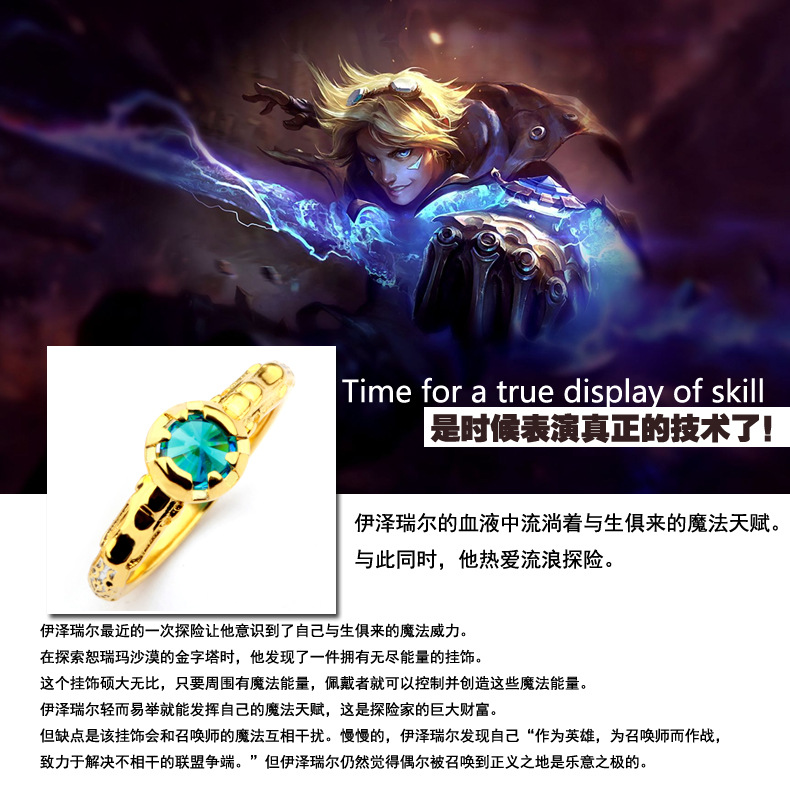 Time for a true display of skill
是时候表演真正的技术了!
伊泽瑞尔的血液中流淌着与生俱来的魔法天赋。
与此同时，他热爱流浪探险。
伊泽瑞尔最近的一次探险让他意识到了自己与生俱来的魔法威力。
在探索恕瑞玛沙漠的金字塔时，他发现了一件拥有无尽能量的挂饰。
这个挂饰硕大无比，只要周围有魔法能量，佩戴者就可以控制并创造这些魔法能量。
伊泽瑞尔轻而易举就能发挥自己的魔法天赋，这是探险家的巨大财富。
但缺点是该挂饰会和召唤师的魔法互相干扰。慢慢的，伊泽瑞尔发现自己“作为英雄，为召唤师而作战，
致力于解决不相干的联盟争端。”但伊泽瑞尔仍然觉得偶尔被召唤到正义之地是乐意之极的。